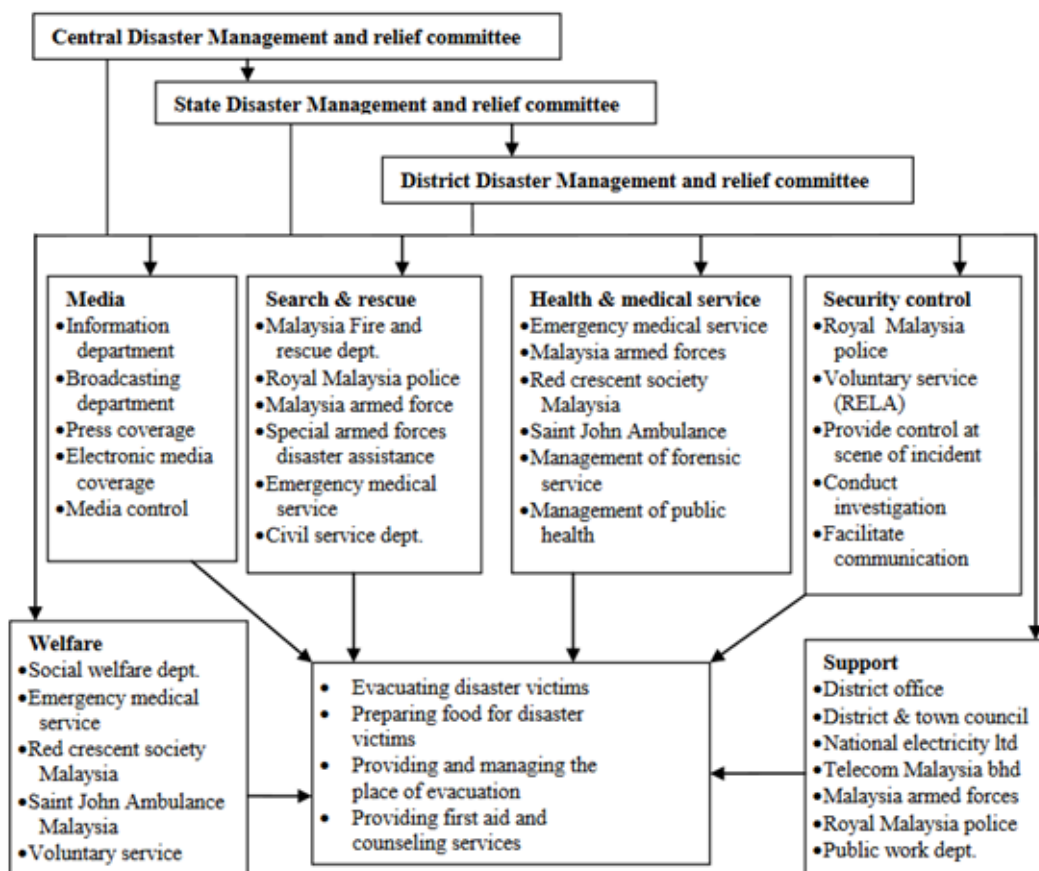 Central Disaster Management and relief committee
State Disaster Management and relief committee
District Disaster Management and relief committee
Media
•Information
department
•Broadcasting
department
•Press coverage
•Electronic media
coverage
•Media control
Search & rescue
•Malaysia Fire and
rescue dept.
•Royal Malaysia police
•Malaysia armed force
•Special armed forces
disaster assistance
•Emergency medical
service
•Civil service dept.
Health & medical service
•Emergency medical service
•Malaysia armed forces
•Red crescent society
Malaysia
•Saint John Ambulance
•Management of forensic
service
•Management of public
health
Security control
•Royal Malaysia
police
•Voluntary service
(RELA)
•Provide control at
scene of incident
•Conduct
investigation
•Facilitate
communication
Welfare
•Social welfare dept.
•Emergency medical
service
•Red crescent society
Malaysia
•Saint John Ambulance
Malaysia
•Voluntary service
• Evacuating disaster victims
• Preparing food for disaster
victims
• Providing and managing the
place of evacuation
• Providing first aid and
counseling services
Support
•District office
•District & town council
•National electricity ltd
•Telecom Malaysia bhd
•Malaysia armed forces
•Royal Malaysia police
•Public work dept.